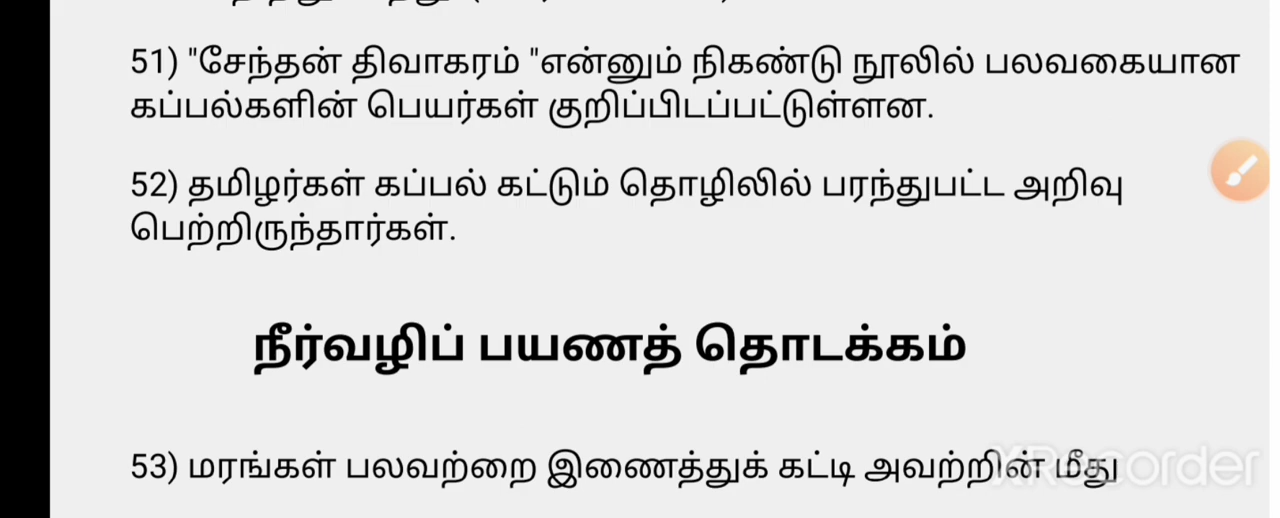 51) "சேந்தன் திவாகரம் "என்னும் நிகண்டு நூலில் பலவகையான
கப்பல்களின் பெயர்கள் குறிப்பிடப்பட்டுள்ளன.
52) தமிழர்கள் கப்பல் கட்டும் தொழிலில் பரந்துபட்ட அறிவு
பெற்றிருந்தார்கள்.
நீர்வழிப் பயணத் தொடக்கம்
53) மரங்கள் பலவற்றை இணைத்துக் கட்டி அவற்றின் மீது
XRecorder